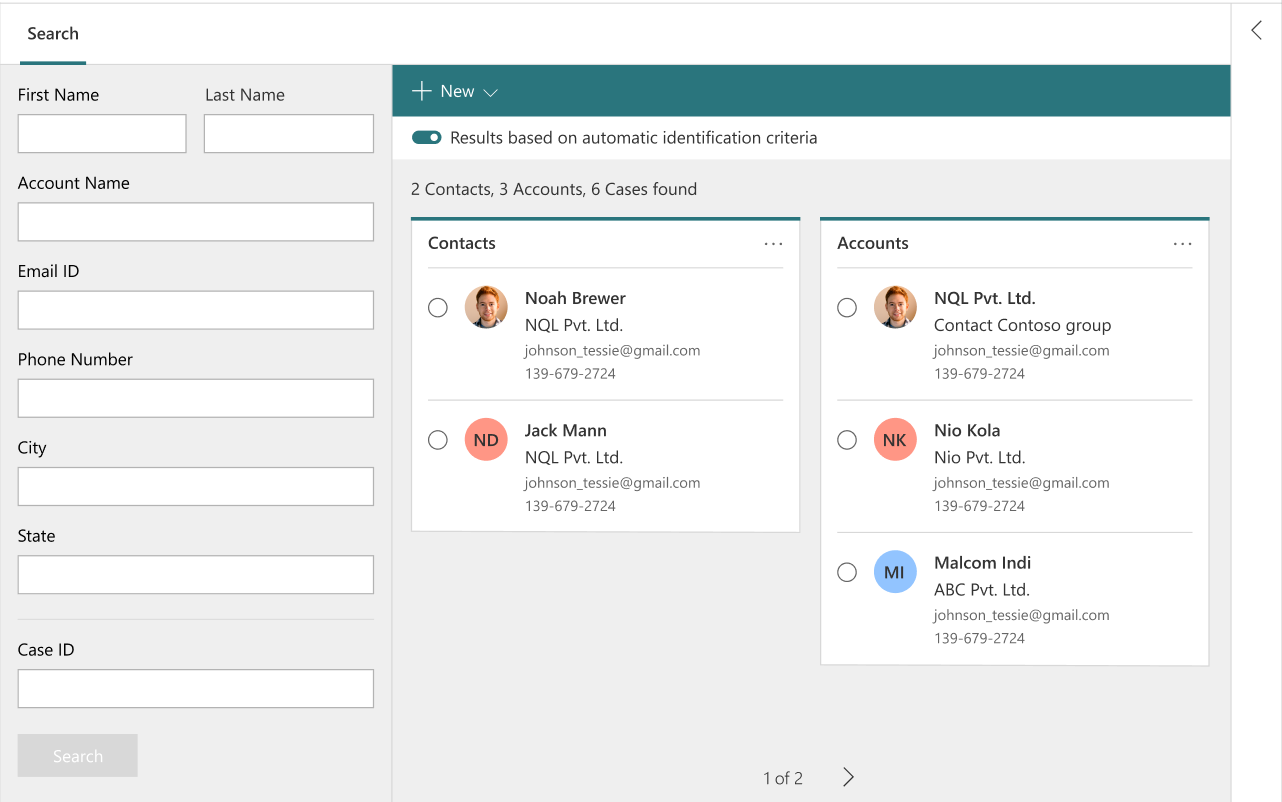 Search
First Name
Last Name
Account Name
Email ID
Phone Number
City
State
Case ID
Search
New
Results based on automatic identification criteria
2 Contacts, 3 Accounts, 6 Cases found
Contacts
...
Noah Brewer
NQL Pvt. Ltd.
johnson_tessie@gmail.com
139-679-2724
ND
Jack Mann
NQL Pvt. Ltd.
johnson_tessie@gmail.com
139-679-2724
Accounts
...
NQL Pvt. Ltd.
Contact Contoso group
johnson_tessie@gmail.com
139-679-2724
NK
Nio Kola
Nio Pvt. Ltd.
johnson_tessie@gmail.com
139-679-2724
MI
Malcom Indi
ABC Pvt. Ltd.
johnson_tessie@gmail.com
139-679-2724
1 of 2